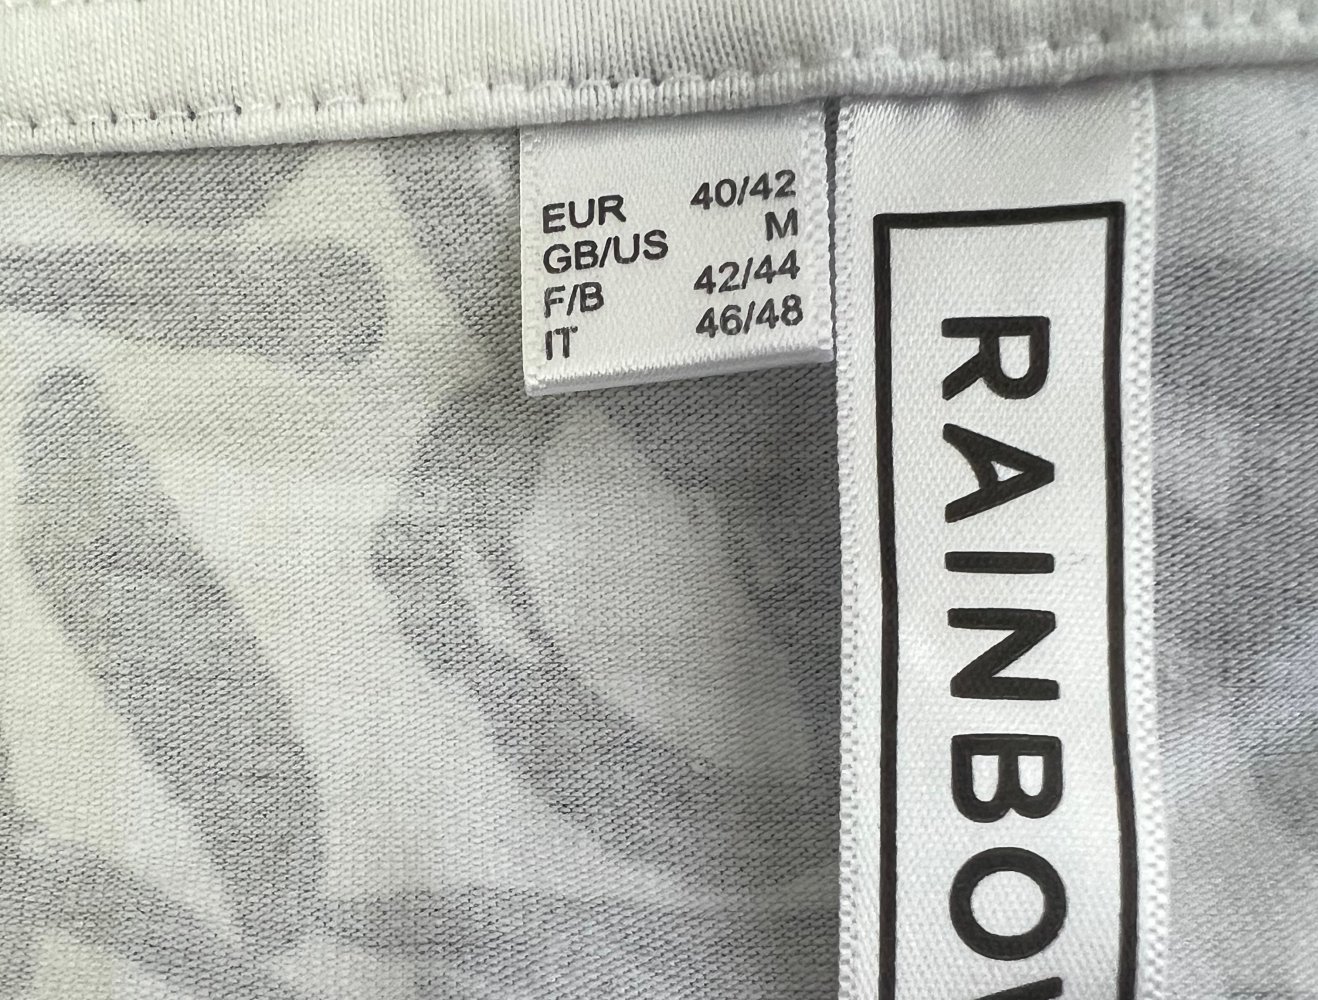 EUR 40/42
GB/US M
F/B 42/44
IT 46/48
RAINBO